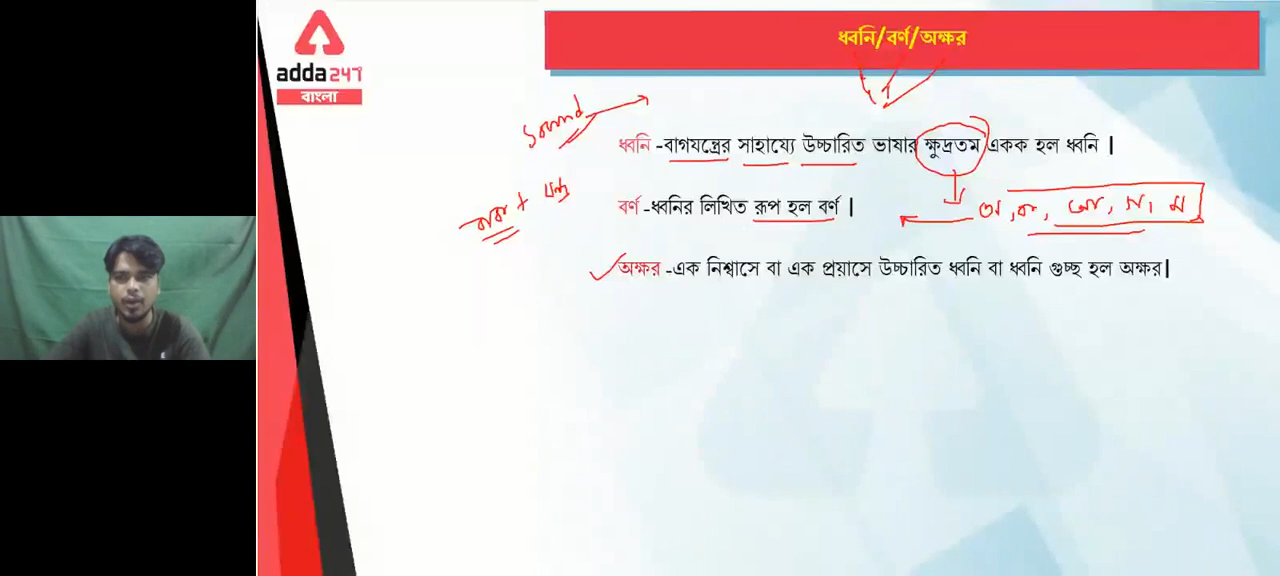 ধ্বনি/বর্ণ/অক্ষর
adda247
বাংলা
Sound
ধ্বনি -বাগযন্ত্রের সাহায্যে উচ্চারিত ভাষার ক্ষুদ্রতম একক হল ধ্বনি |
বাক + যন্ত্র
বর্ণ -ধ্বনির লিখিত রূপ হল বর্ণ |
অক্ষর -এক নিশ্বাসে বা এক প্রয়াসে উচ্চারিত ধ্বনি বা ধ্বনি গুচ্ছ হল অক্ষর|